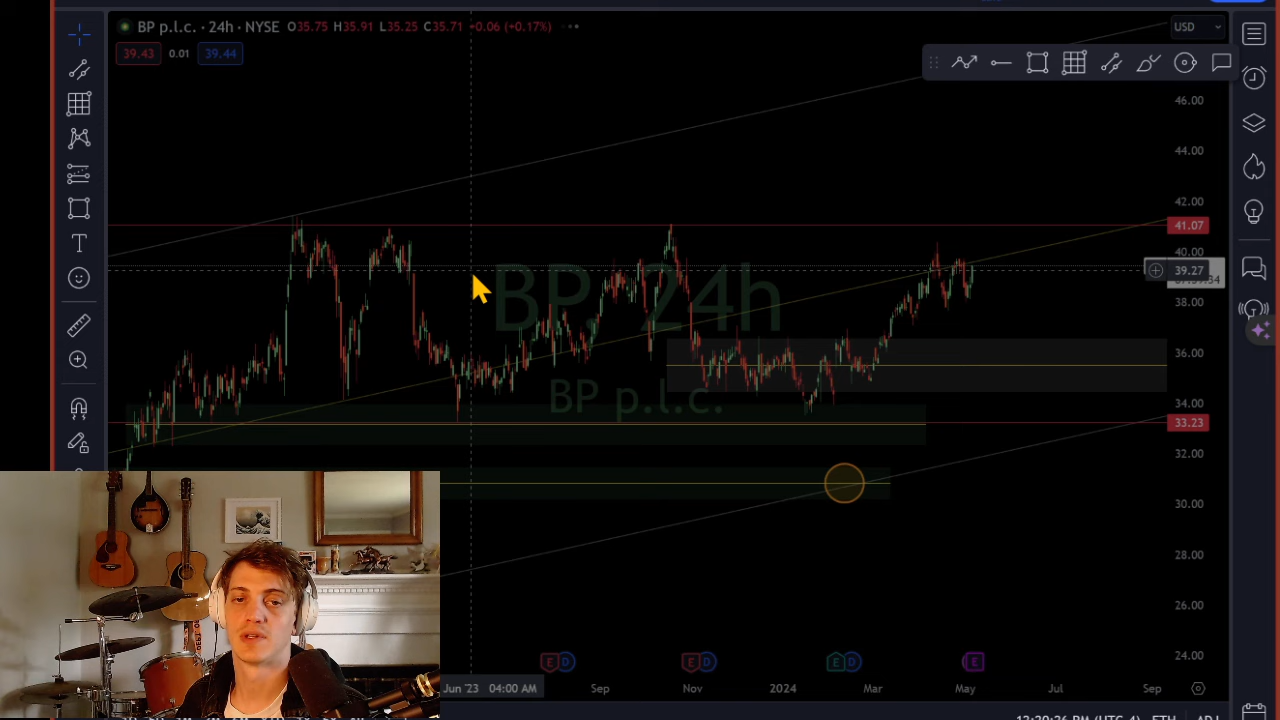 BP p.l.c. · 24h · NYSE O35.75 H35.91 L35.25 C35.71 +0.06 (+0.17%)
USD
39.43 0.01 39.44
46.00
44.00
42.00
41.07
40.00
39.27
38.00
36.00
34.00
33.23
32.00
30.00
28.00
26.00
24.00
BP, 24h
BP p.l.c.
E D E D E D E
Jun '23 04:00 AM Sep Nov 2024 Mar May Jul Sep